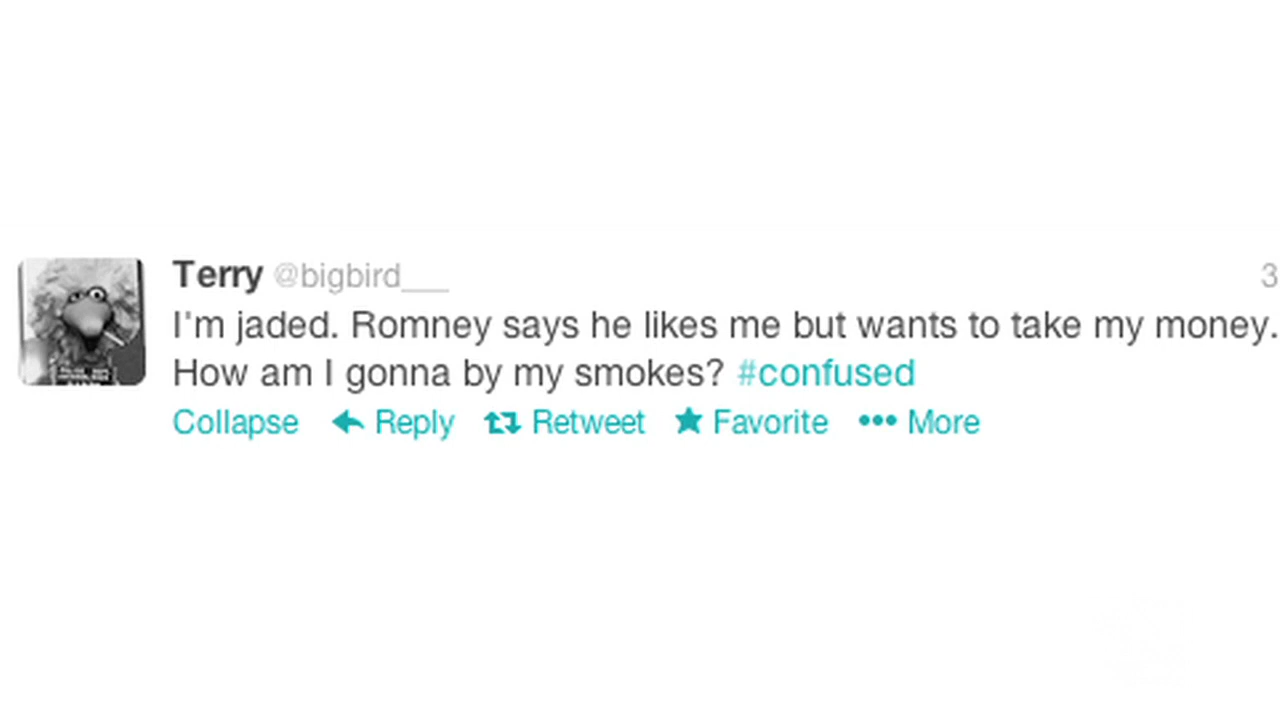 Terry @bigbird___ 3
I'm jaded. Romney says he likes me but wants to take my money.
How am I gonna by my smokes? #confused
Collapse Reply Retweet Favorite More